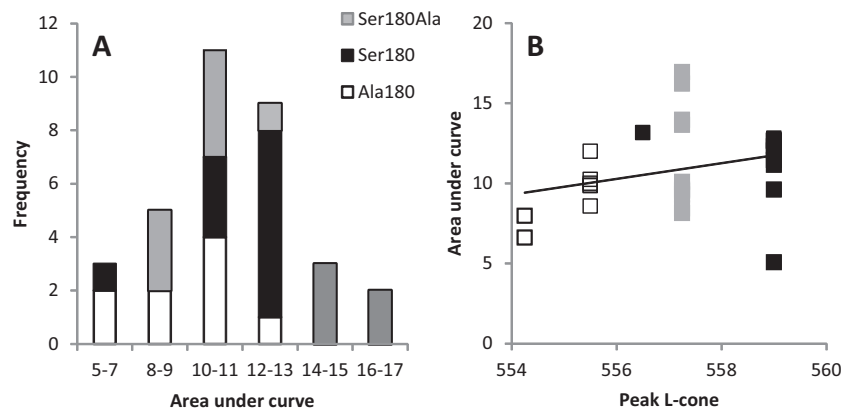 A
Ser180Ala
Ser180
Ala180
Frequency
12
10
8
6
4
2
0
5-7 8-9 10-11 12-13 14-15 16-17
Area under curve
B
Area under curve
20
15
10
5
0
554 556 558 560
Peak L-cone